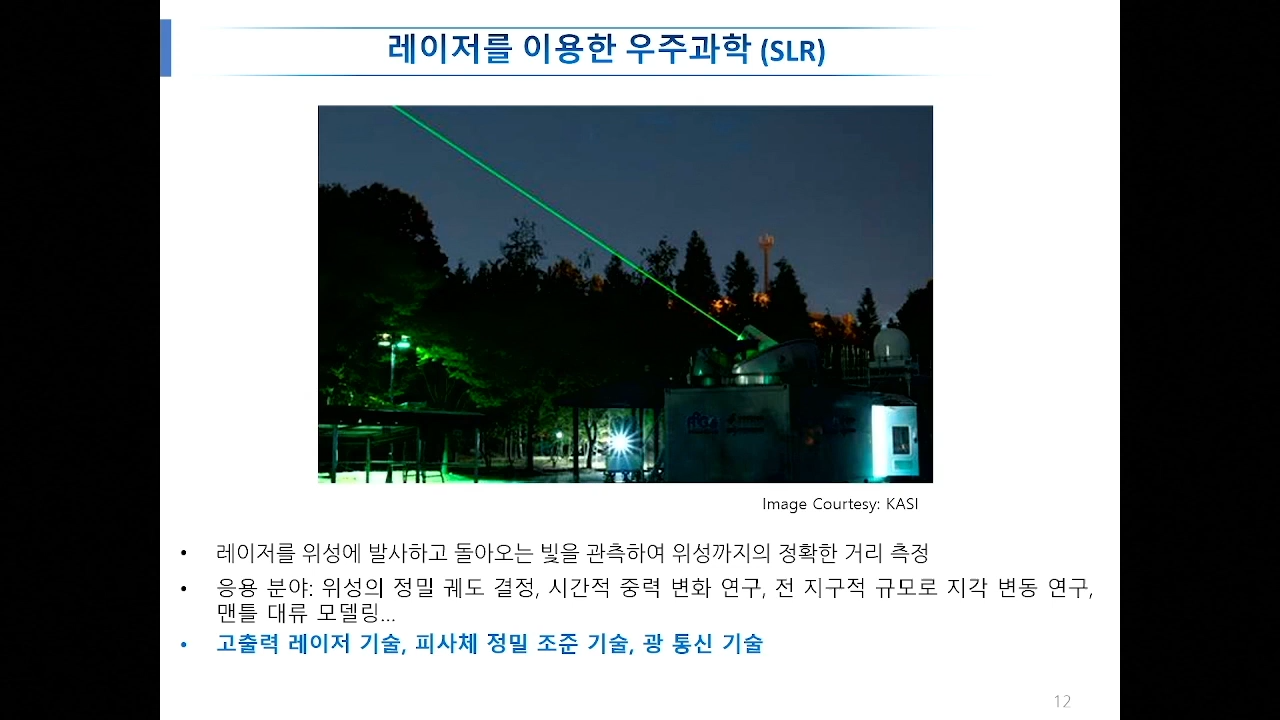 레이저를 이용한 우주과학 (SLR)
Image Courtesy: KASI
• 레이저를 위성에 발사하고 돌아오는 빛을 관측하여 위성까지의 정확한 거리 측정
• 응용 분야: 위성의 정밀 궤도 결정, 시간적 중력 변화 연구, 전 지구적 규모로 지각 변동 연구,
맨틀 대류 모델링...
• 고출력 레이저 기술, 피사체 정밀 조준 기술, 광 통신 기술
12